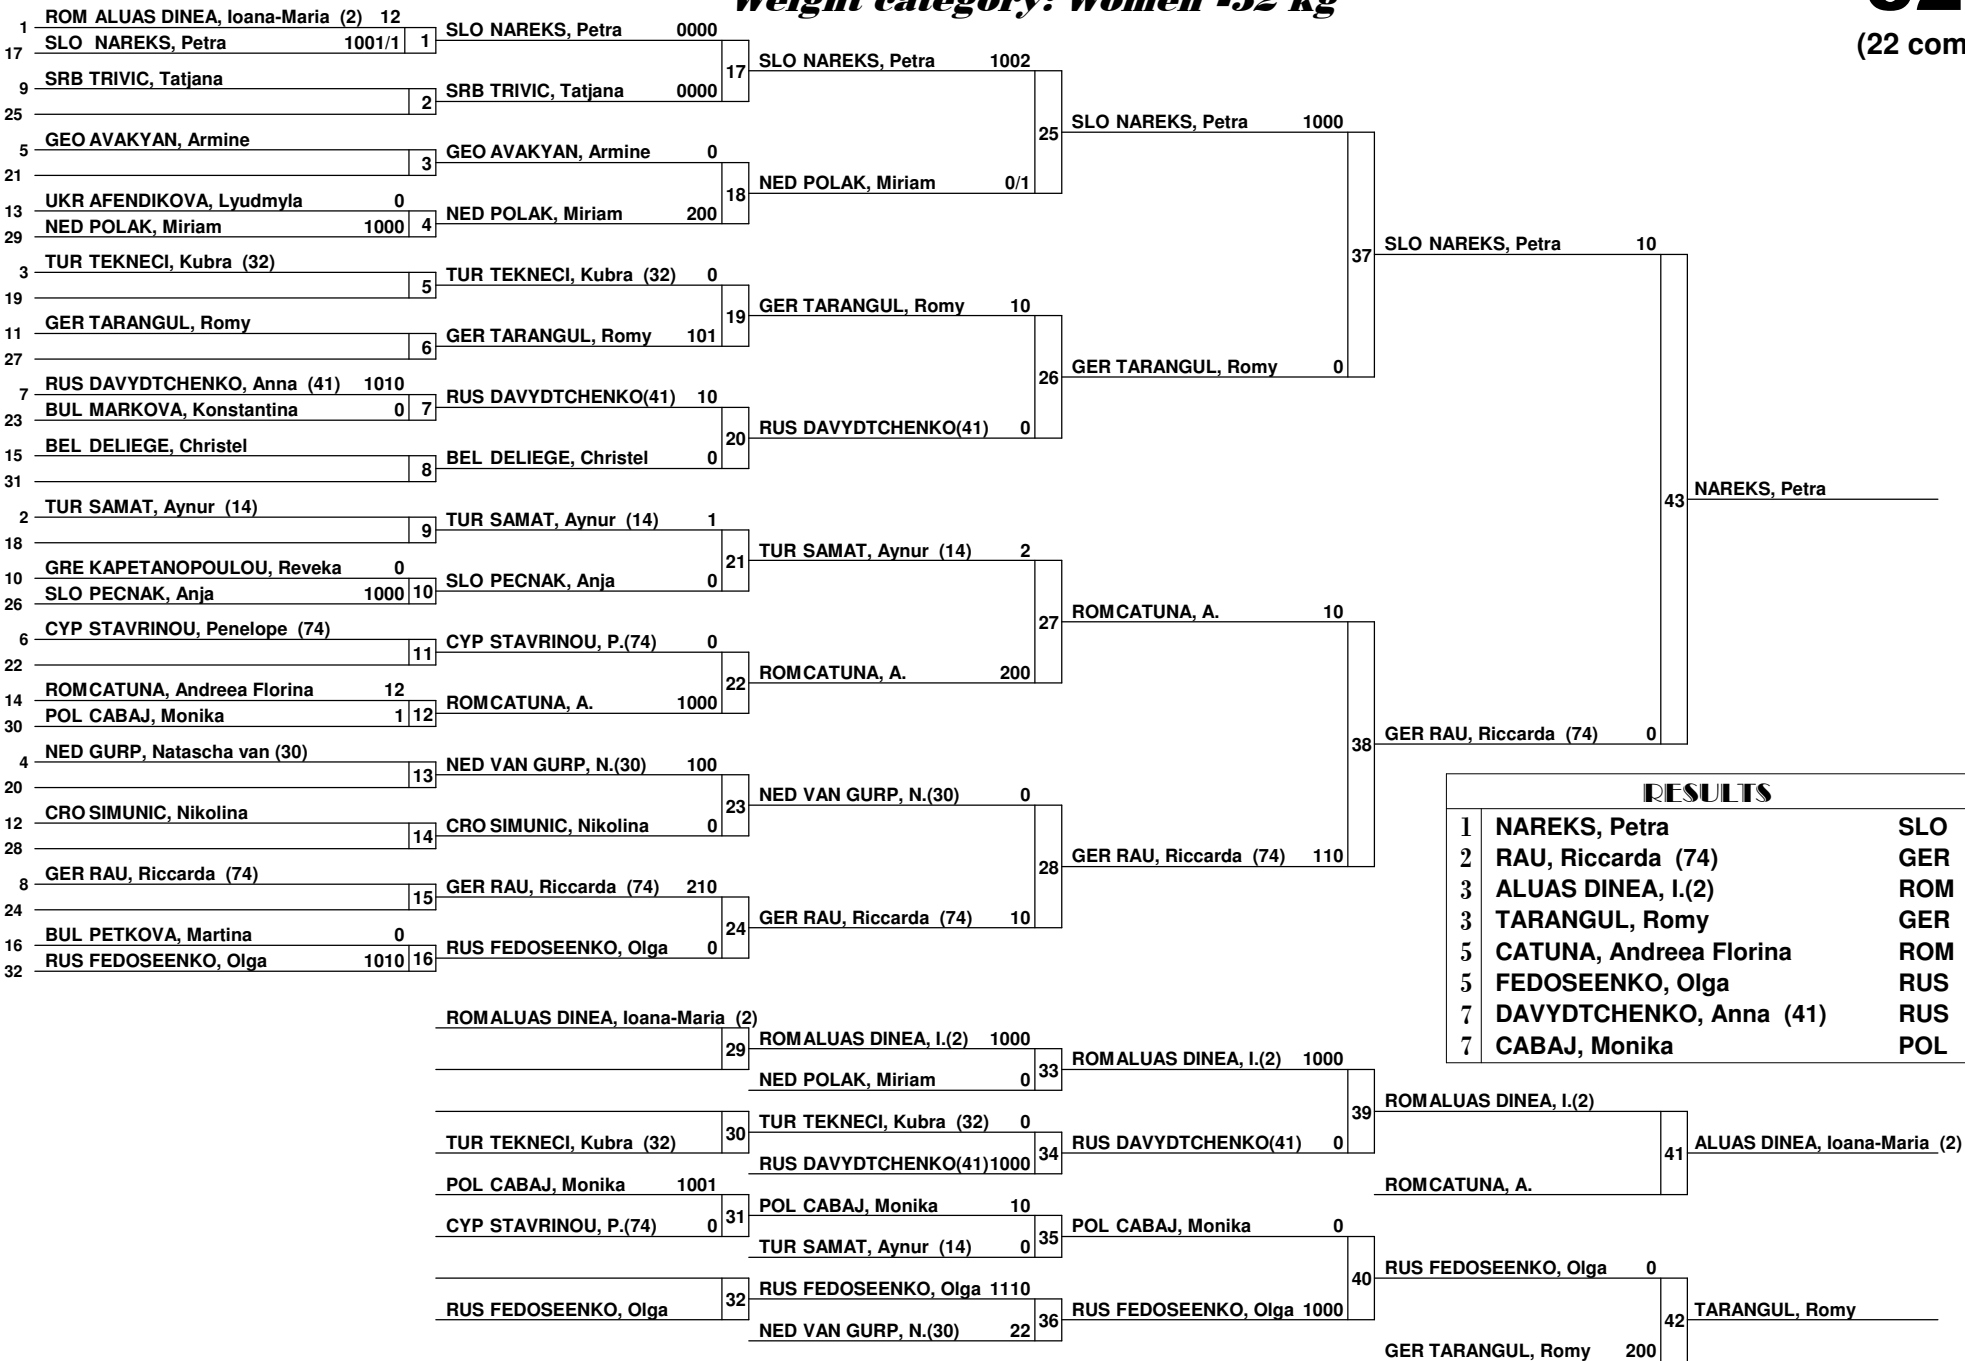 Weight category: Women -52 kg
(22 com
1 ROM ALUAS DINEA, Ioana-Maria (2) 12
17 SLO NAREKS, Petra 1001/1 1
9 SRB TRIVIC, Tatjana
25 2
5 GEO AVAKYAN, Armine
21 3
13 UKR AFENDIKOVA, Lyudmyla 0
29 NED POLAK, Miriam 1000 4
3 TUR TEKNECI, Kubra (32)
19 5
11 GER TARANGUL, Romy
27 6
7 RUS DAVYDTCHENKO, Anna (41) 1010
23 BUL MARKOVA, Konstantina 0 7
15 BEL DELIEGE, Christel
31 8
2 TUR SAMAT, Aynur (14)
18 9
10 GRE KAPETANOPOULOU, Reveka 0
26 SLO PECNAK, Anja 1000 10
6 CYP STAVRINOU, Penelope (74)
22 11
14 ROM CATUNA, Andreea Florina 12
30 POL CABAJ, Monika 1 12
4 NED GURP, Natascha van (30)
20 13
12 CRO SIMUNIC, Nikolina
28 14
8 GER RAU, Riccarda (74)
24 15
16 BUL PETKOVA, Martina 0
32 RUS FEDOSEENKO, Olga 1010 16
SLO NAREKS, Petra 0000
17
SRB TRIVIC, Tatjana 0000
GEO AVAKYAN, Armine 0
18
NED POLAK, Miriam 200
TUR TEKNECI, Kubra (32) 0
19
GER TARANGUL, Romy 101
RUS DAVYDTCHENKO(41) 10
20
BEL DELIEGE, Christel 0
TUR SAMAT, Aynur (14) 1
21
SLO PECNAK, Anja 0
CYP STAVRINOU, P.(74) 0
22
ROM CATUNA, A. 1000
NED VAN GURP, N.(30) 100
23
CRO SIMUNIC, Nikolina 0
GER RAU, Riccarda (74) 210
24
RUS FEDOSEENKO, Olga 0
SLO NAREKS, Petra 1002
25
NED POLAK, Miriam 0/1
GER TARANGUL, Romy 10
26
RUS DAVYDTCHENKO(41) 0
TUR SAMAT, Aynur (14) 2
27
ROM CATUNA, A. 200
NED VAN GURP, N.(30) 0
28
GER RAU, Riccarda (74) 10
SLO NAREKS, Petra 1000
37
GER TARANGUL, Romy 0
ROM CATUNA, A. 10
38
GER RAU, Riccarda (74) 110
SLO NAREKS, Petra 10
43
GER RAU, Riccarda (74) 0
NAREKS, Petra
RESULTS
1 NAREKS, Petra SLO
2 RAU, Riccarda (74) GER
3 ALUAS DINEA, I.(2) ROM
3 TARANGUL, Romy GER
5 CATUNA, Andreea Florina ROM
5 FEDOSEENKO, Olga RUS
7 DAVYDTCHENKO, Anna (41) RUS
7 CABAJ, Monika POL
ROM ALUAS DINEA, Ioana-Maria (2)
29
30
TUR TEKNECI, Kubra (32)
POL CABAJ, Monika 1001
31
CYP STAVRINOU, P.(74) 0
32
RUS FEDOSEENKO, Olga
ROM ALUAS DINEA, I.(2) 1000
33
NED POLAK, Miriam 0
TUR TEKNECI, Kubra (32) 0
34
RUS DAVYDTCHENKO(41) 1000
POL CABAJ, Monika 10
35
TUR SAMAT, Aynur (14) 0
RUS FEDOSEENKO, Olga 1110
36
NED VAN GURP, N.(30) 22
ROM ALUAS DINEA, I.(2) 1000
39
RUS DAVYDTCHENKO(41) 0
POL CABAJ, Monika 0
40
RUS FEDOSEENKO, Olga 1000
ROM ALUAS DINEA, I.(2)
41
ROM CATUNA, A.
ALUAS DINEA, Ioana-Maria (2)
RUS FEDOSEENKO, Olga 0
42
GER TARANGUL, Romy 200
TARANGUL, Romy